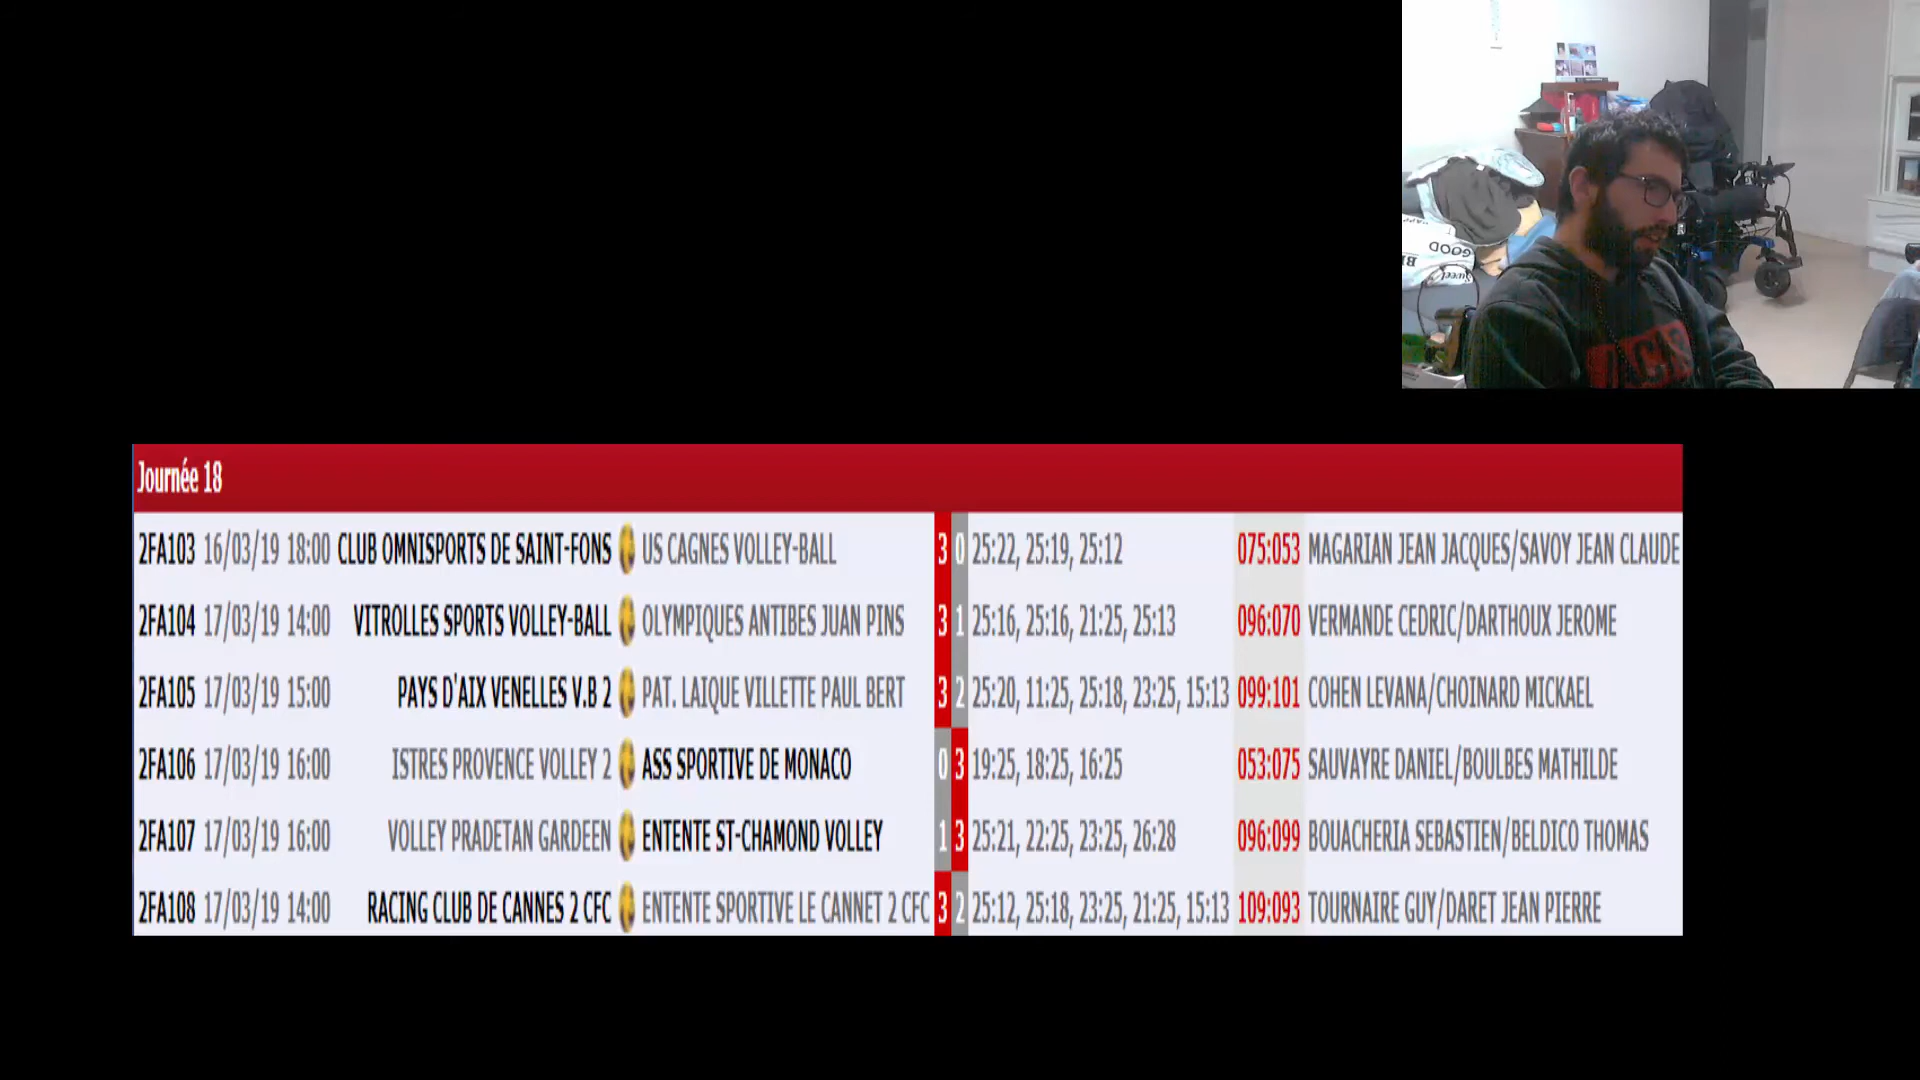 GOOD
Sweet
Journée 18
2FA103 16/03/19 18:00 CLUB OMNISPORTS DE SAINT-FONS US CAGNES VOLLEY-BALL 3 0 25:22, 25:19, 25:12 075:053 MAGARIAN JEAN JACQUES/SAVOY JEAN CLAUDE
2FA104 17/03/19 14:00 VITROLLES SPORTS VOLLEY-BALL OLYMPIQUES ANTIBES JUAN PINS 3 1 25:16, 25:16, 21:25, 25:13 096:070 VERMANDE CEDRIC/DARTHOUX JEROME
2FA105 17/03/19 15:00 PAYS D'AIX VENELLES V.B 2 PAT. LAIQUE VILLETTE PAUL BERT 3 2 25:20, 11:25, 25:18, 23:25, 15:13 099:101 COHEN LEVANA/CHOINARD MICKAEL
2FA106 17/03/19 16:00 ISTRES PROVENCE VOLLEY 2 ASS SPORTIVE DE MONACO 0 3 19:25, 18:25, 16:25 053:075 SAUVAYRE DANIEL/BOULBES MATHILDE
2FA107 17/03/19 16:00 VOLLEY PRADETAN GARDEEN ENTENTE ST-CHAMOND VOLLEY 1 3 25:21, 22:25, 23:25, 26:28 096:099 BOUACHERIA SEBASTIEN/BELDICO THOMAS
2FA108 17/03/19 14:00 RACING CLUB DE CANNES 2 CFC ENTENTE SPORTIVE LE CANNET 2 CFC 3 2 25:12, 25:18, 23:25, 21:25, 15:13 109:093 TOURNAIRE GUY/DARET JEAN PIERRE